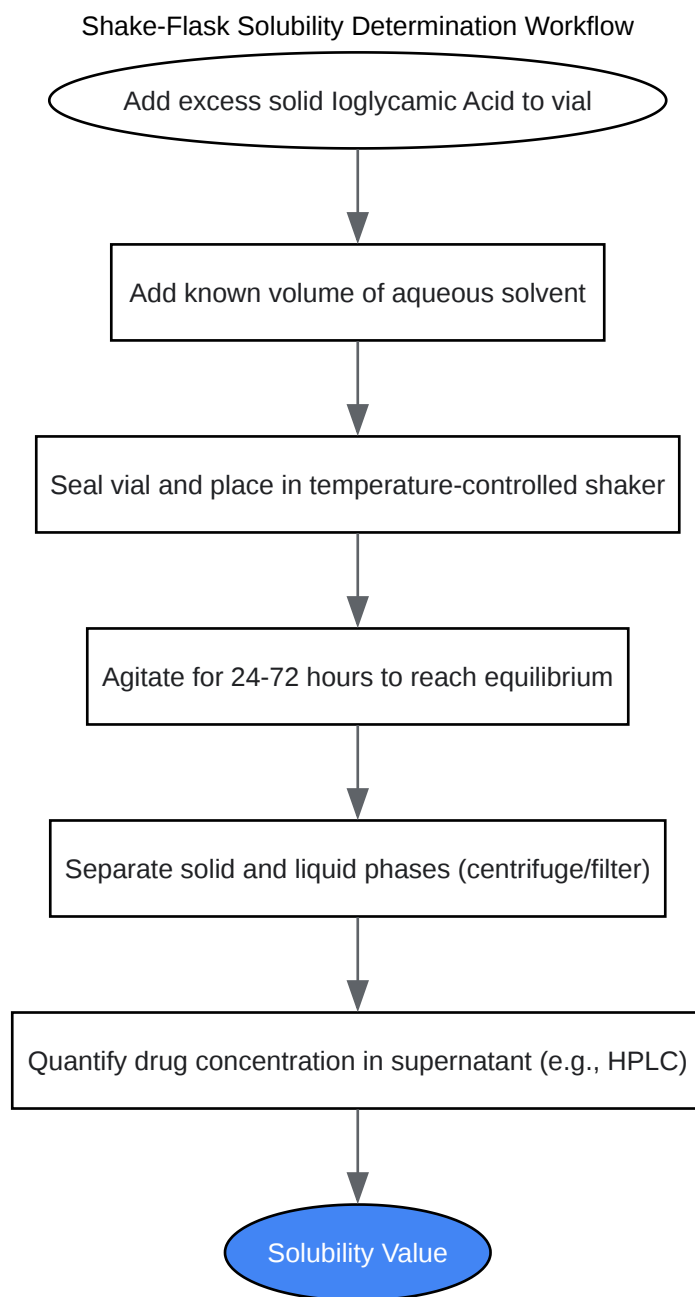 Shake-Flask Solubility Determination Workflow
Add excess solid Ioglycamic Acid to vial
Add known volume of aqueous solvent
Seal vial and place in temperature-controlled shaker
Agitate for 24-72 hours to reach equilibrium
Separate solid and liquid phases (centrifuge/filter)
Quantify drug concentration in supernatant (e.g., HPLC)
Solubility Value